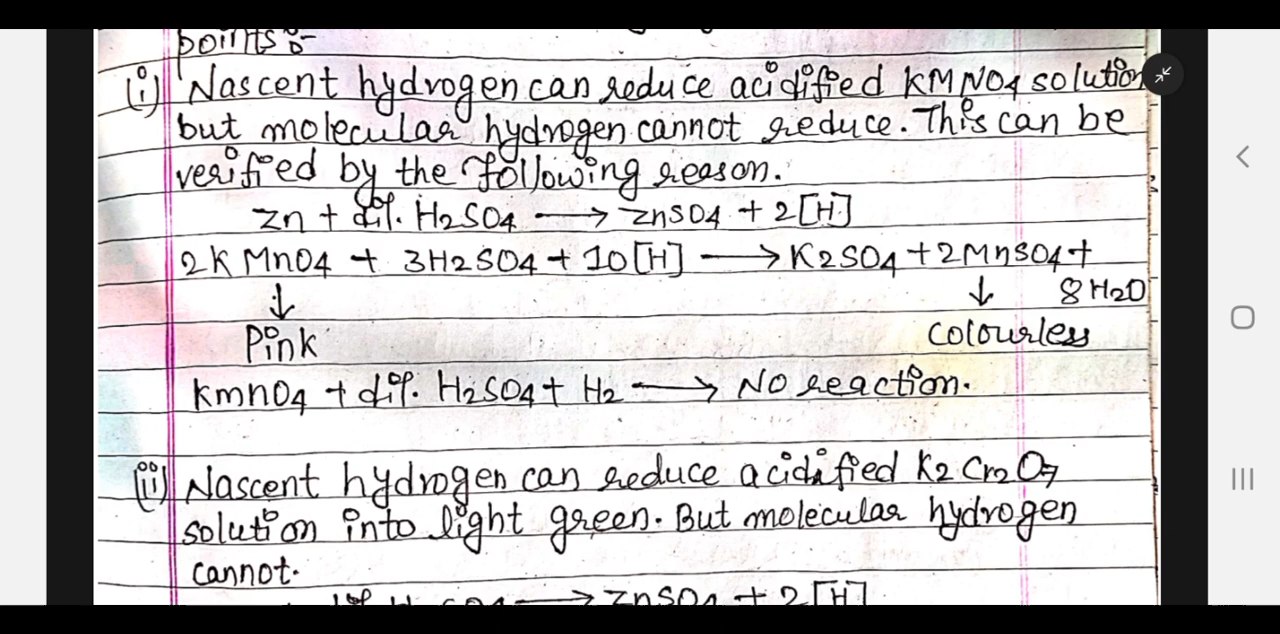 points :-
(i) Nascent hydrogen can reduce acidified KMNO4 solution
but molecular hydrogen cannot reduce. This can be
verified by the following reason.
Zn + dil. H2SO4 → ZnSO4 + 2[H]
2KMnO4 + 3H2SO4 + 10[H] → K2SO4 + 2MnSO4 +
↓ ↓ 8H2O
Pink Colourless
KmnO4 + dil. H2SO4 + H2 → No reaction.
(ii) Nascent hydrogen can reduce acidified K2Cr2O7
solution into light green. But molecular hydrogen
cannot.
→ ZnSO4 + 2[H]